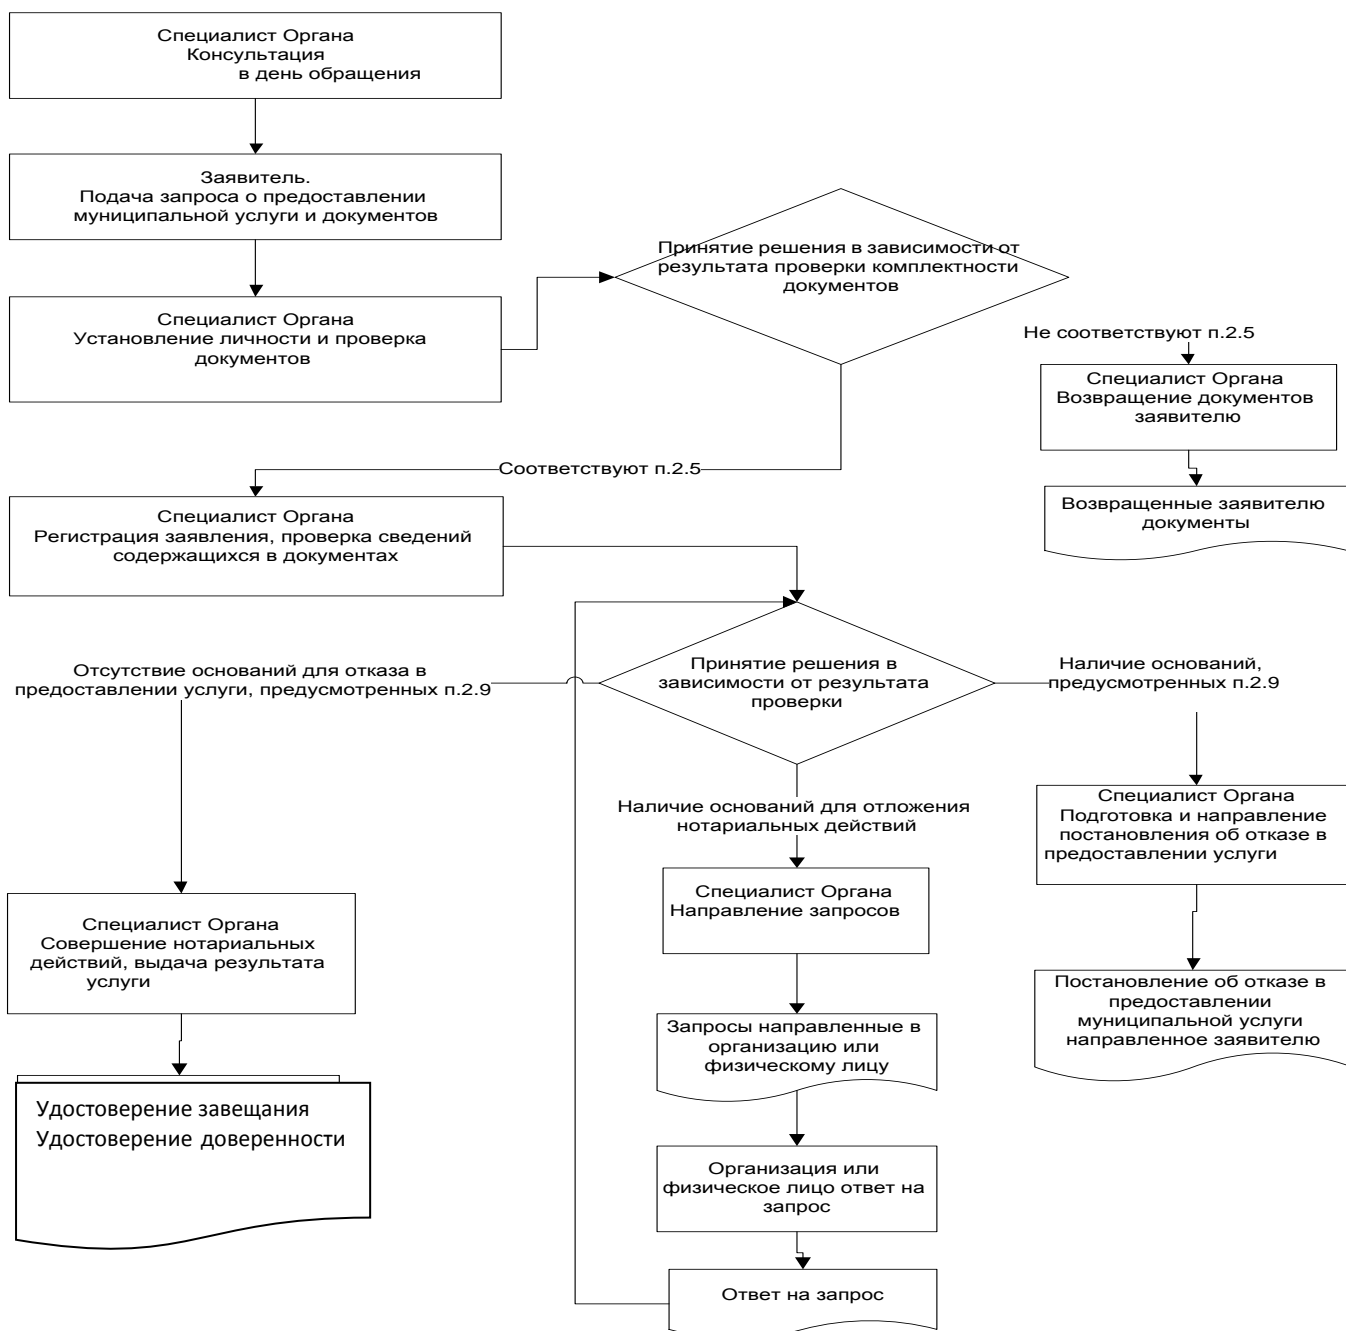 Специалист Органа
Консультация
в день обращения
Заявитель.
Подача запроса о предоставлении
муниципальной услуги и документов
Специалист Органа
Установление личности и проверка
документов
Принятие решения в зависимости от
результата проверки комплектности
документов
Не соответствуют п.2.5
Специалист Органа
Возвращение документов
заявителю
Возвращенные заявителю
документы
Соответствуют п.2.5
Специалист Органа
Регистрация заявления, проверка сведений
содержащихся в документах
Отсутствие оснований для отказа в
предоставлении услуги, предусмотренных п.2.9
Принятие решения в
зависимости от результата
проверки
Наличие оснований,
предусмотренных п.2.9
Наличие оснований для отложения
нотариальных действий
Специалист Органа
Подготовка и направление
постановления об отказе в
предоставлении услуги
Специалист Органа
Направление запросов
Специалист Органа
Совершение нотариальных
действий, выдача результата
услуги
Постановление об отказе в
предоставлении
муниципальной услуги
направленное заявителю
Запросы направленные в
организацию или
физическому лицу
Удостоверение завещания
Удостоверение доверенности
Организация или
физическое лицо ответ на
запрос
Ответ на запрос